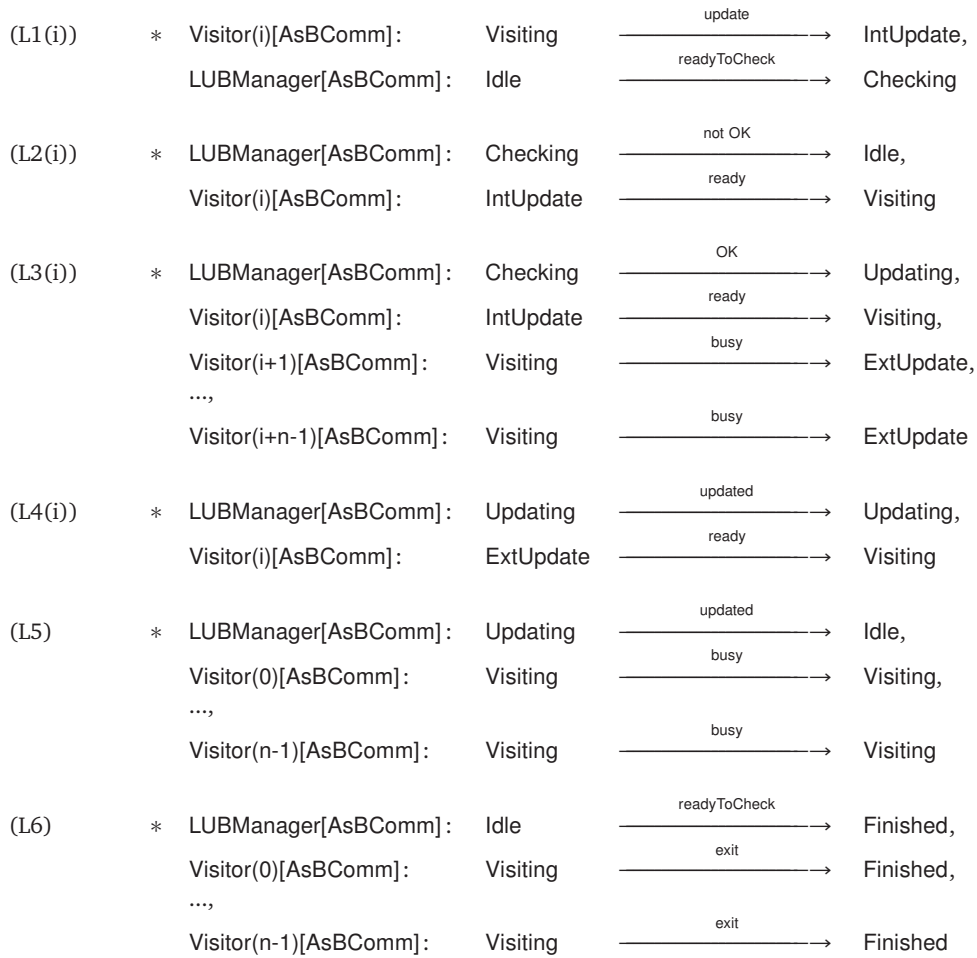 update
(L1(i)) * Visitor(i)[AsBComm]: Visiting ⟶ IntUpdate,
readyToCheck
LUBManager[AsBComm]: Idle ⟶ Checking
not OK
(L2(i)) * LUBManager[AsBComm]: Checking ⟶ Idle,
ready
Visitor(i)[AsBComm]: IntUpdate ⟶ Visiting
OK
(L3(i)) * LUBManager[AsBComm]: Checking ⟶ Updating,
ready
Visitor(i)[AsBComm]: IntUpdate ⟶ Visiting,
busy
Visitor(i+1)[AsBComm]: Visiting ⟶ ExtUpdate,
...,
busy
Visitor(i+n-1)[AsBComm]: Visiting ⟶ ExtUpdate
updated
(L4(i)) * LUBManager[AsBComm]: Updating ⟶ Updating,
ready
Visitor(i)[AsBComm]: ExtUpdate ⟶ Visiting
updated
(L5) * LUBManager[AsBComm]: Updating ⟶ Idle,
busy
Visitor(0)[AsBComm]: Visiting ⟶ Visiting,
...,
busy
Visitor(n-1)[AsBComm]: Visiting ⟶ Visiting
readyToCheck
(L6) * LUBManager[AsBComm]: Idle ⟶ Finished,
exit
Visitor(0)[AsBComm]: Visiting ⟶ Finished,
...,
exit
Visitor(n-1)[AsBComm]: Visiting ⟶ Finished